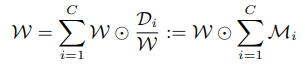 𝒲 = ∑_{i=1}^{C} 𝒲 ⊙ 𝒟_i / 𝒲 := 𝒲 ⊙ ∑_{i=1}^{C} ℳ_i